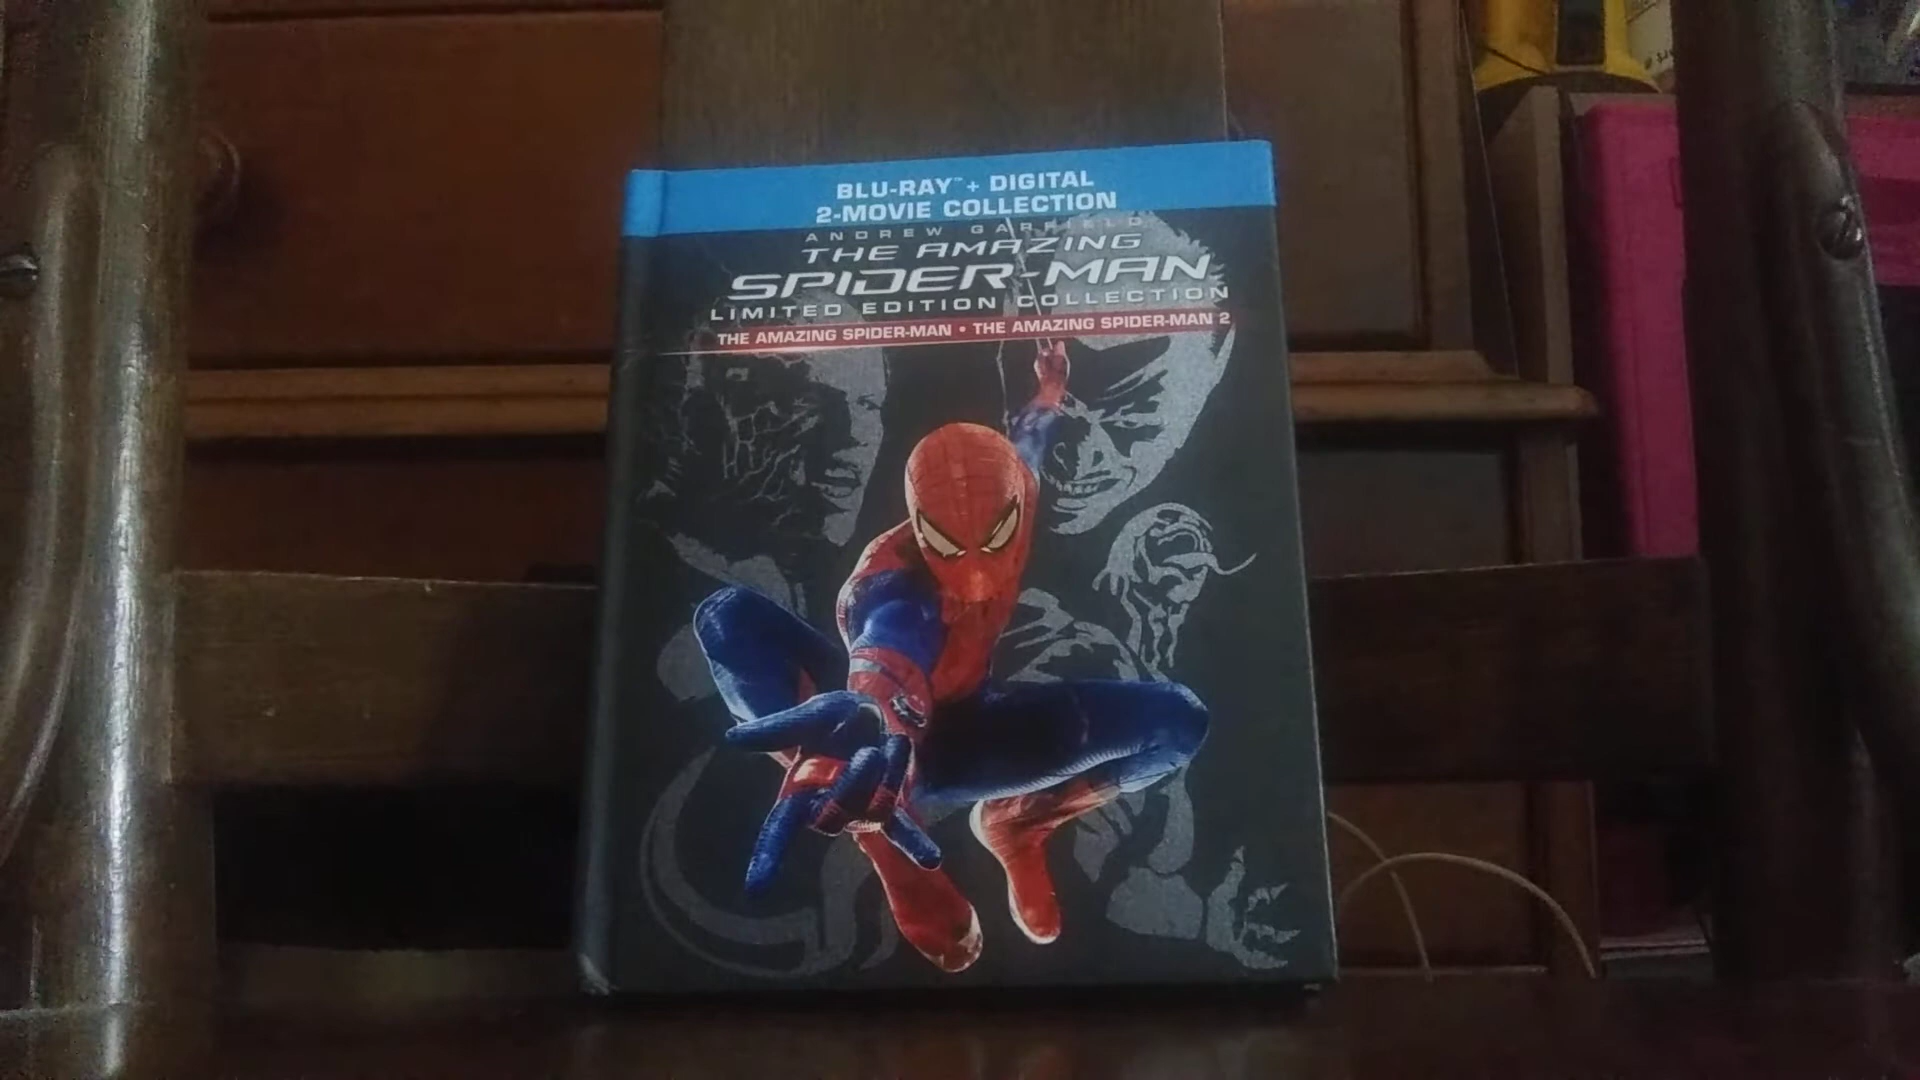 BLU-RAY™ + DIGITAL
2-MOVIE COLLECTION
ANDREW GARFIELD
THE AMAZING
SPIDER-MAN
LIMITED EDITION COLLECTION
THE AMAZING SPIDER-MAN • THE AMAZING SPIDER-MAN 2